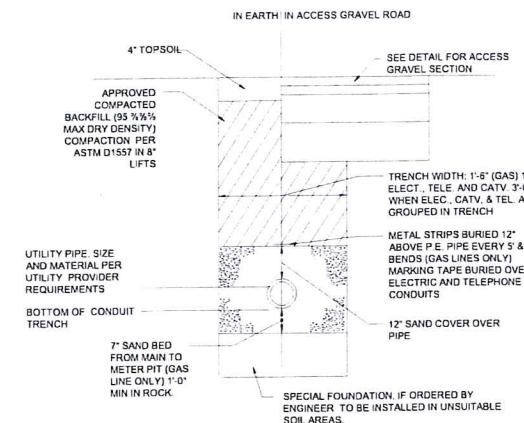 IN EARTH IN ACCESS GRAVEL ROAD
4" TOPSOIL
SEE DETAIL FOR ACCESS
GRAVEL SECTION
APPROVED
COMPACTED
BACKFILL (95 %%%
MAX DRY DENSITY)
COMPACTION PER
ASTM D1557 IN 8"
LIFTS
TRENCH WIDTH: 1'-6" (GAS) 1
ELECT., TELE. AND CATV. 3'-
WHEN ELEC., CATV, & TEL. A
GROUPED IN TRENCH
METAL STRIPS BURIED 12"
ABOVE P.E. PIPE EVERY 5' &
BENDS (GAS LINES ONLY)
MARKING TAPE BURIED OVE
ELECTRIC AND TELEPHONE
CONDUITS
UTILITY PIPE, SIZE
AND MATERIAL PER
UTILITY PROVIDER
REQUIREMENTS
BOTTOM OF CONDUIT
TRENCH
12" SAND COVER OVER
PIPE
7" SAND BED
FROM MAIN TO
METER PIT (GAS
LINE ONLY) 1'-0"
MIN IN ROCK.
SPECIAL FOUNDATION, IF ORDERED BY
ENGINEER TO BE INSTALLED IN UNSUITABLE
SOIL AREAS.